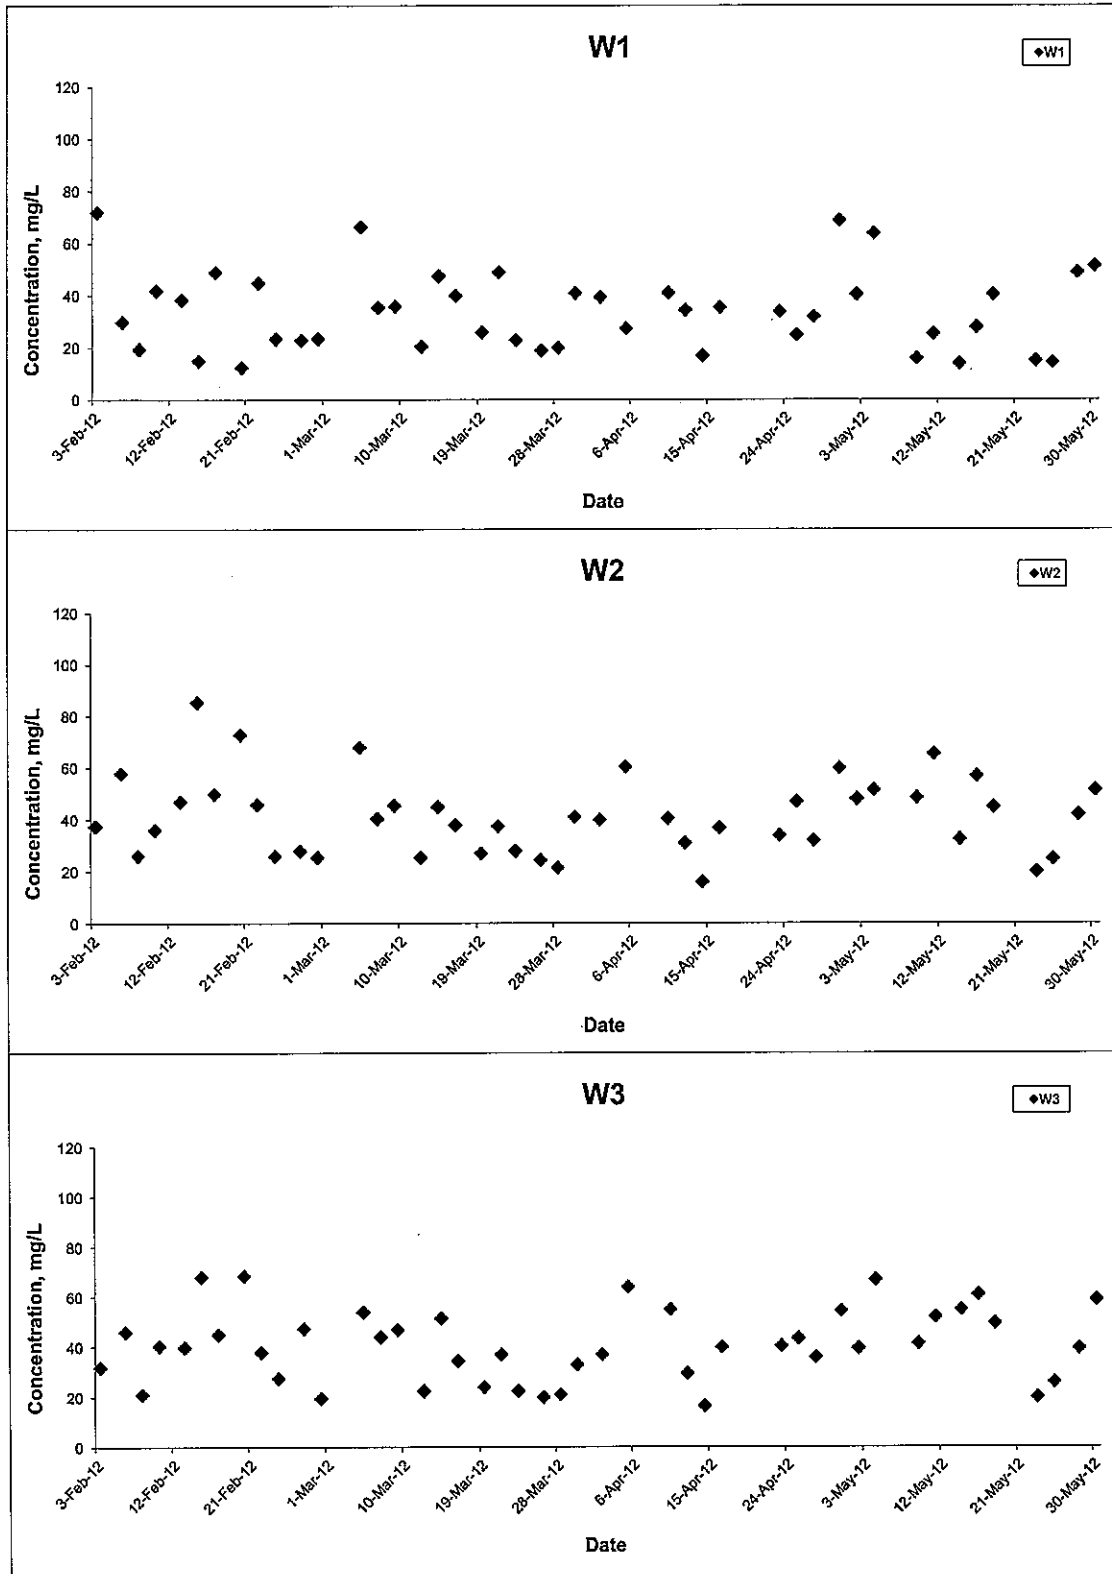 W1
◆W1
120
100
80
60
40
20
0
Concentration, mg/L
3-Feb-12
12-Feb-12
21-Feb-12
1-Mar-12
10-Mar-12
19-Mar-12
28-Mar-12
6-Apr-12
15-Apr-12
24-Apr-12
3-May-12
12-May-12
21-May-12
30-May-12
Date
W2
◆W2
120
100
80
60
40
20
0
Concentration, mg/L
3-Feb-12
12-Feb-12
21-Feb-12
1-Mar-12
10-Mar-12
19-Mar-12
28-Mar-12
6-Apr-12
15-Apr-12
24-Apr-12
3-May-12
12-May-12
21-May-12
30-May-12
Date
W3
◆W3
120
100
80
60
40
20
0
Concentration, mg/L
3-Feb-12
12-Feb-12
21-Feb-12
1-Mar-12
10-Mar-12
19-Mar-12
28-Mar-12
6-Apr-12
15-Apr-12
24-Apr-12
3-May-12
12-May-12
21-May-12
30-May-12
Date